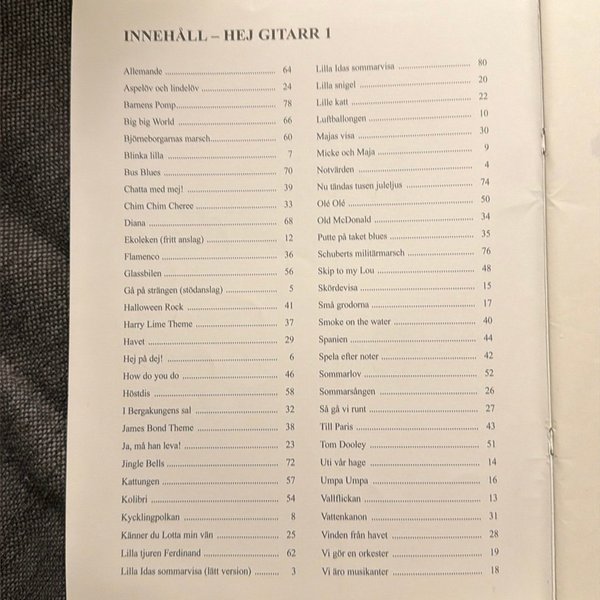 INNEHÅLL – HEJ GITARR 1
Allemande 64
Aspelöv och lindelöv 24
Barnens Pomp 78
Big big World 66
Björneborgarnas marsch 60
Blinka lilla 7
Bus Blues 70
Chatta med mej! 39
Chim Chim Cheree 33
Diana 68
Ekoleken (fritt anslag) 12
Flamenco 36
Glassbilen 56
Gå på strängen (stödanslag) 5
Halloween Rock 41
Harry Lime Theme 37
Havet 29
Hej på dej! 6
How do you do 46
Höstdis 58
I Bergakungens sal 32
James Bond Theme 38
Ja, må han leva! 23
Jingle Bells 72
Kattungen 57
Kolibri 54
Kycklingpolkan 8
Känner du Lotta min vän 25
Lilla tjuren Ferdinand 62
Lilla Idas sommarvisa (lätt version) 3
Lilla Idas sommarvisa 80
Lilla snigel 20
Lille katt 22
Luftballongen 10
Majas visa 30
Micke och Maja 9
Notvärden 4
Nu tändas tusen juleljus 74
Olé Olé 50
Old McDonald 34
Putte på taket blues 35
Schuberts militärmarsch 76
Skip to my Lou 48
Skördevisa 15
Små grodorna 17
Smoke on the water 40
Spanien 44
Spela efter noter 42
Sommarlov 52
Sommarsången 26
Så gå vi runt 27
Till Paris 43
Tom Dooley 51
Uti vår hage 14
Umpa Umpa 16
Vallflickan 13
Vattenkanon 31
Vinden från havet 28
Vi gör en orkester 19
Vi äro musikanter 18